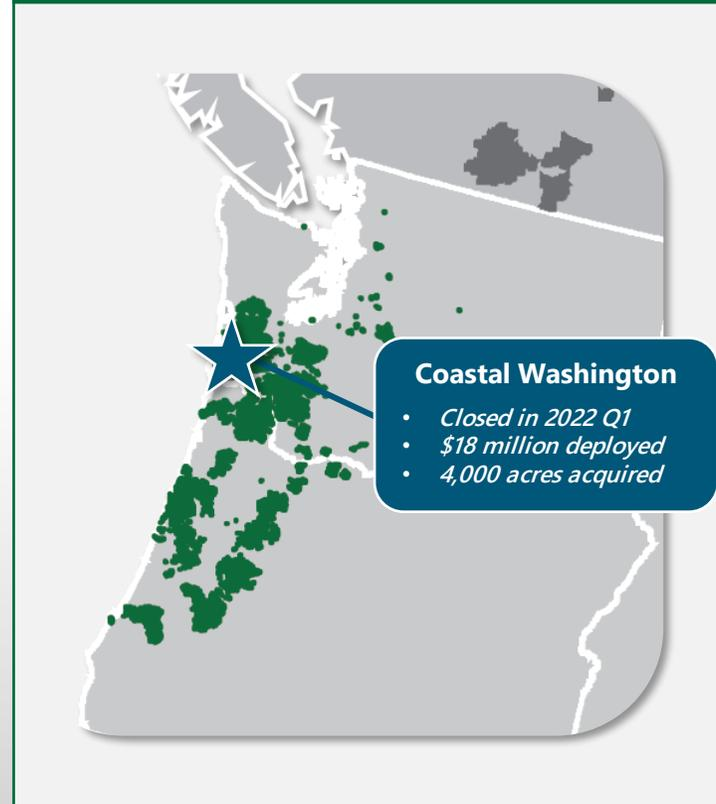 Coastal Washington
• Closed in 2022 Q1
• $18 million deployed
• 4,000 acres acquired